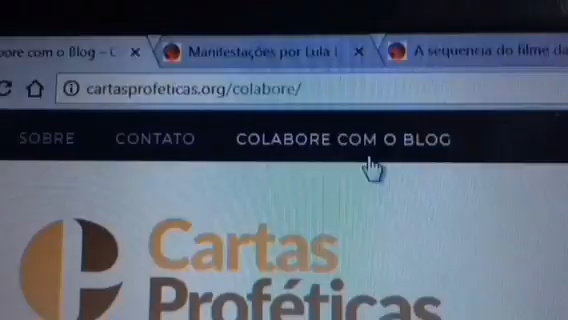 bore com o Blog –
Manifestações por Lula
A sequencia do filme da
cartasprofeticas.org/colabore/
SOBRE CONTATO COLABORE COM O BLOG
Cartas
Proféticas